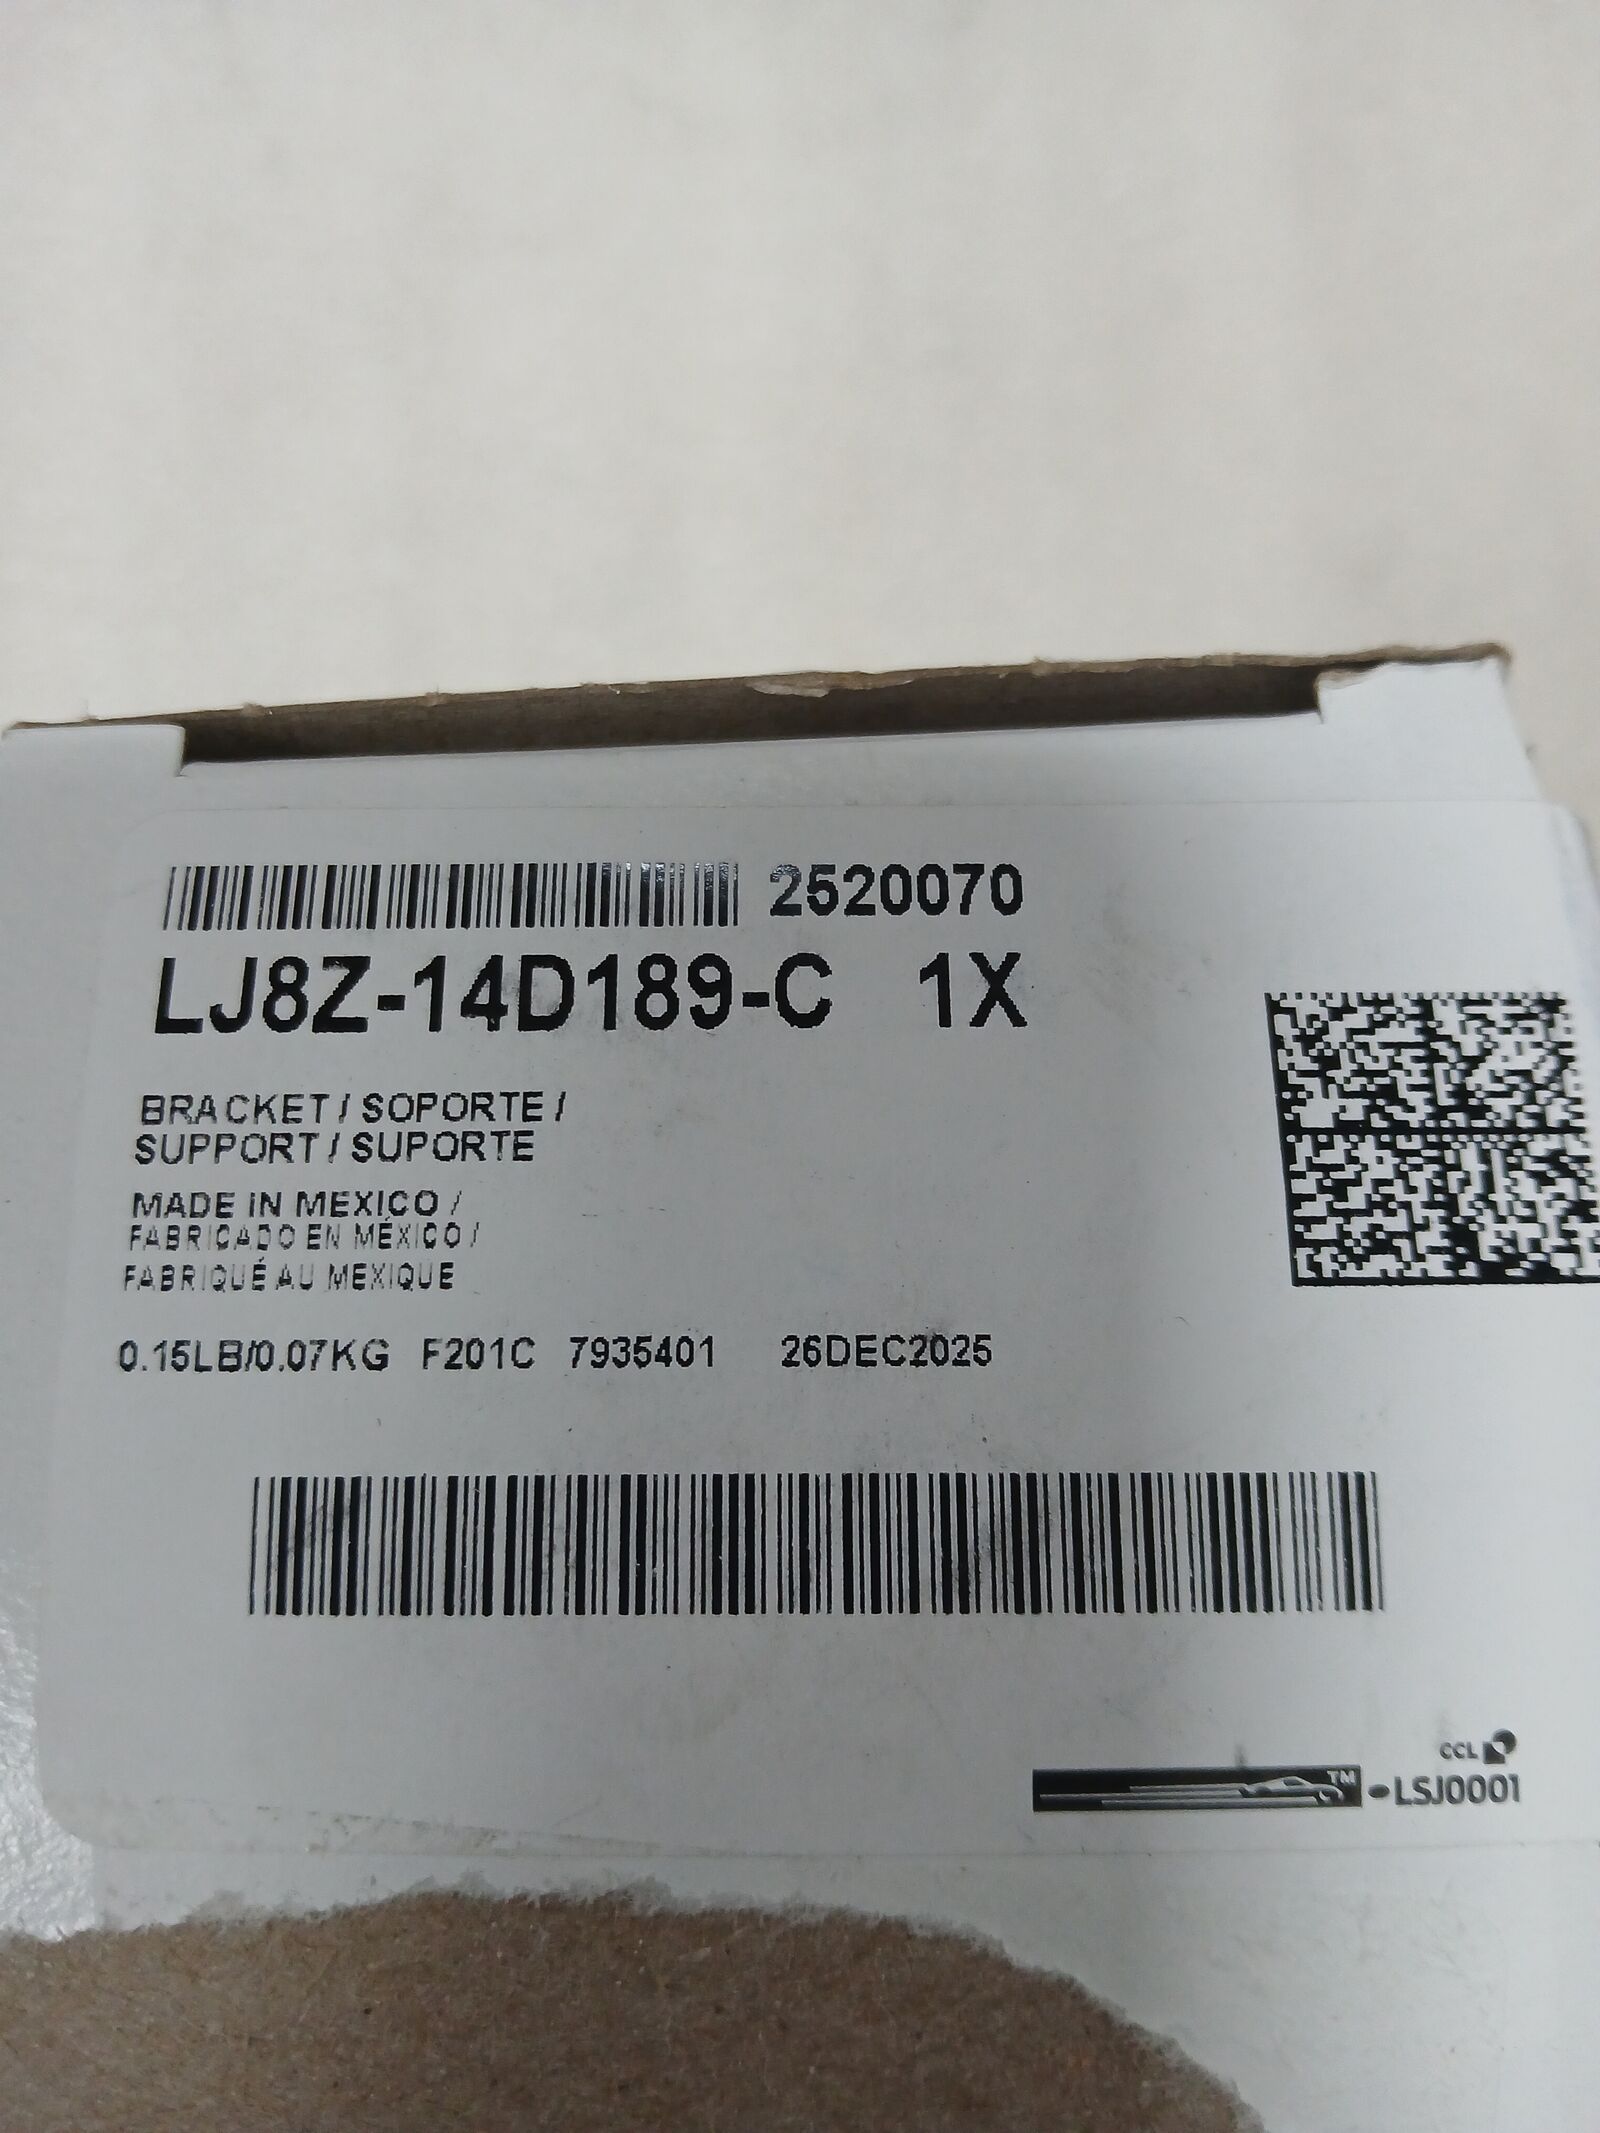 2520070
LJ8Z-14D189-C 1X
BRACKET / SOPORTE /
SUPPORT / SUPORTE
MADE IN MEXICO /
FABRICADO EN MÉXICO /
FABRIQUÉ AU MEXIQUE
0.15LB/0.07KG F201C 7935401 26DEC2025
CCL
TM -LSJ0001